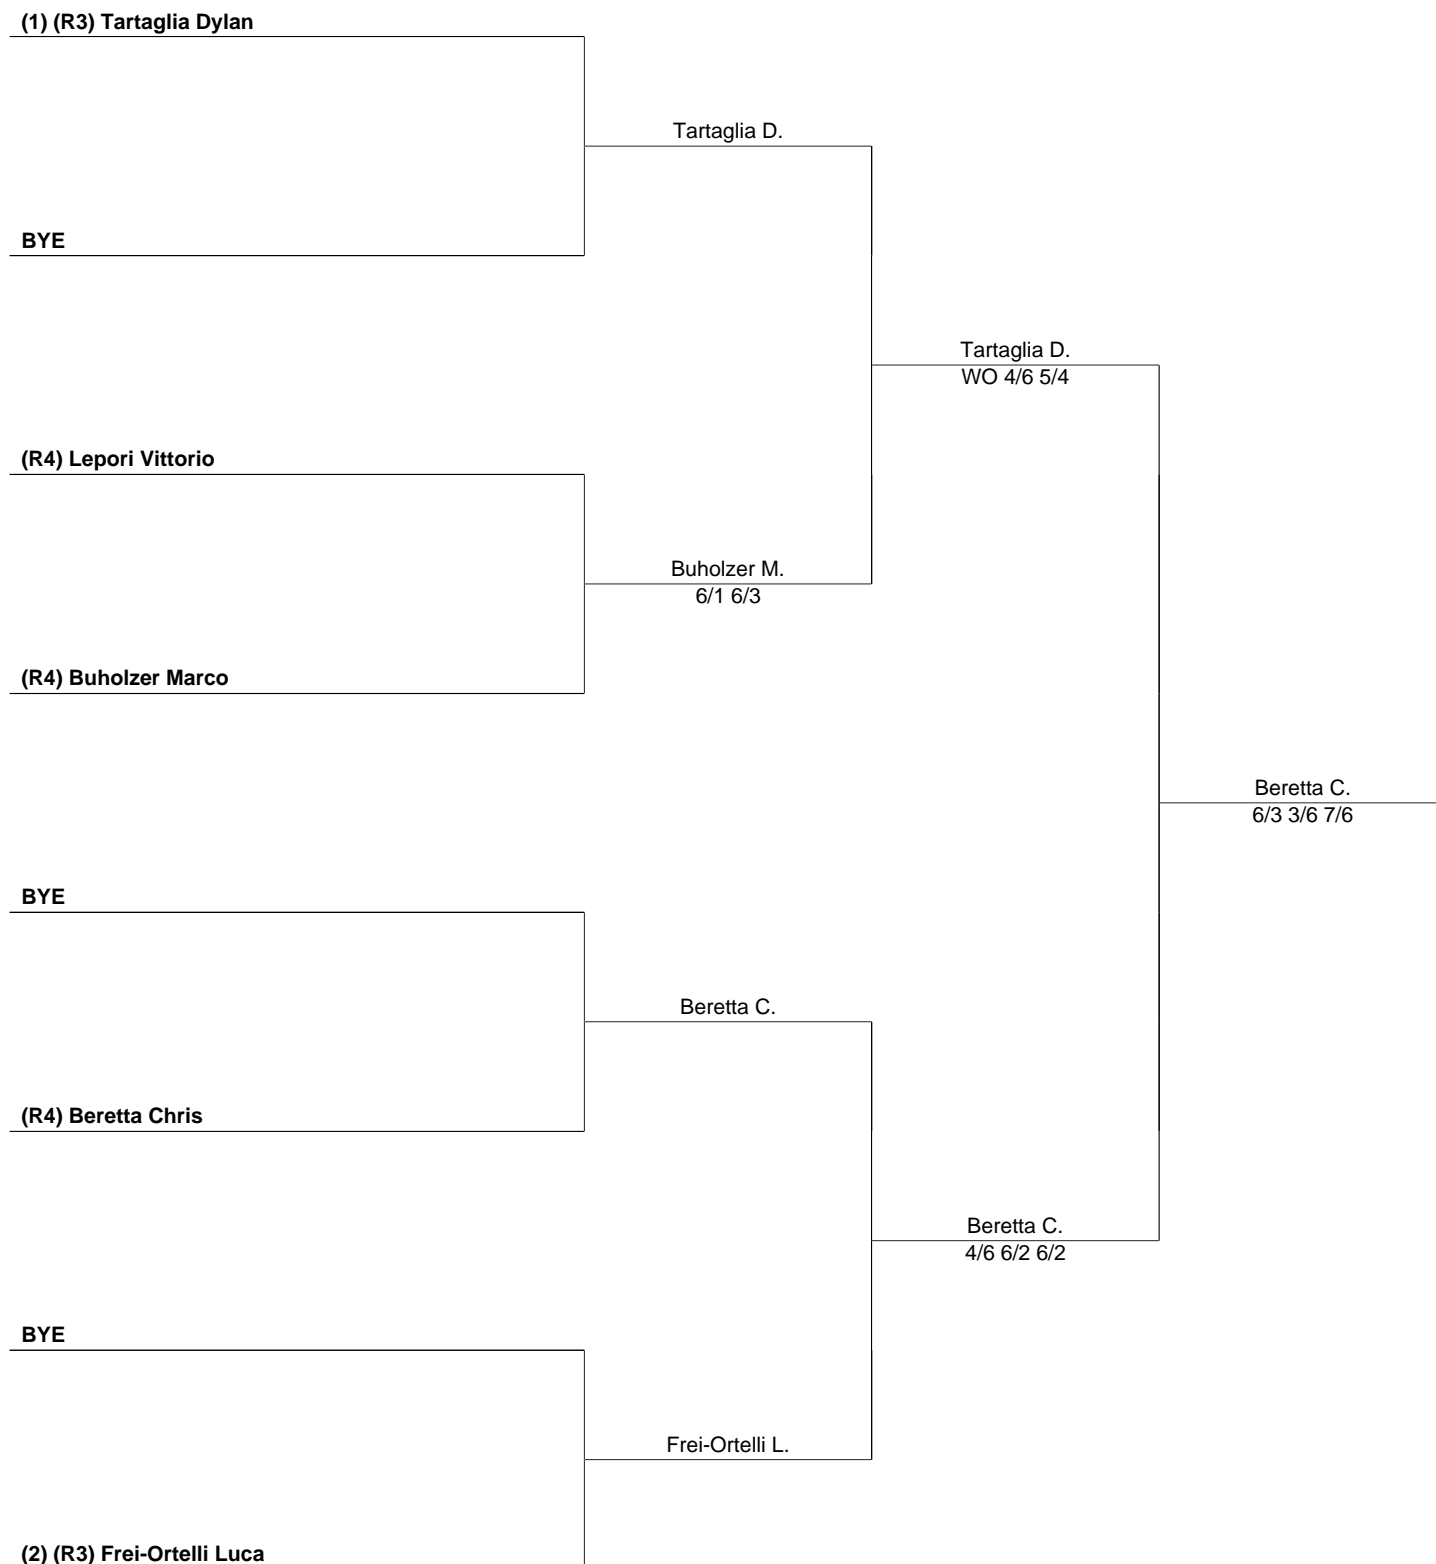 (1) (R3) Tartaglia Dylan
Tartaglia D.
BYE
Tartaglia D.
WO 4/6 5/4
(R4) Lepori Vittorio
Buholzer M.
6/1 6/3
(R4) Buholzer Marco
Beretta C.
6/3 3/6 7/6
BYE
Beretta C.
(R4) Beretta Chris
Beretta C.
4/6 6/2 6/2
BYE
Frei-Ortelli L.
(2) (R3) Frei-Ortelli Luca